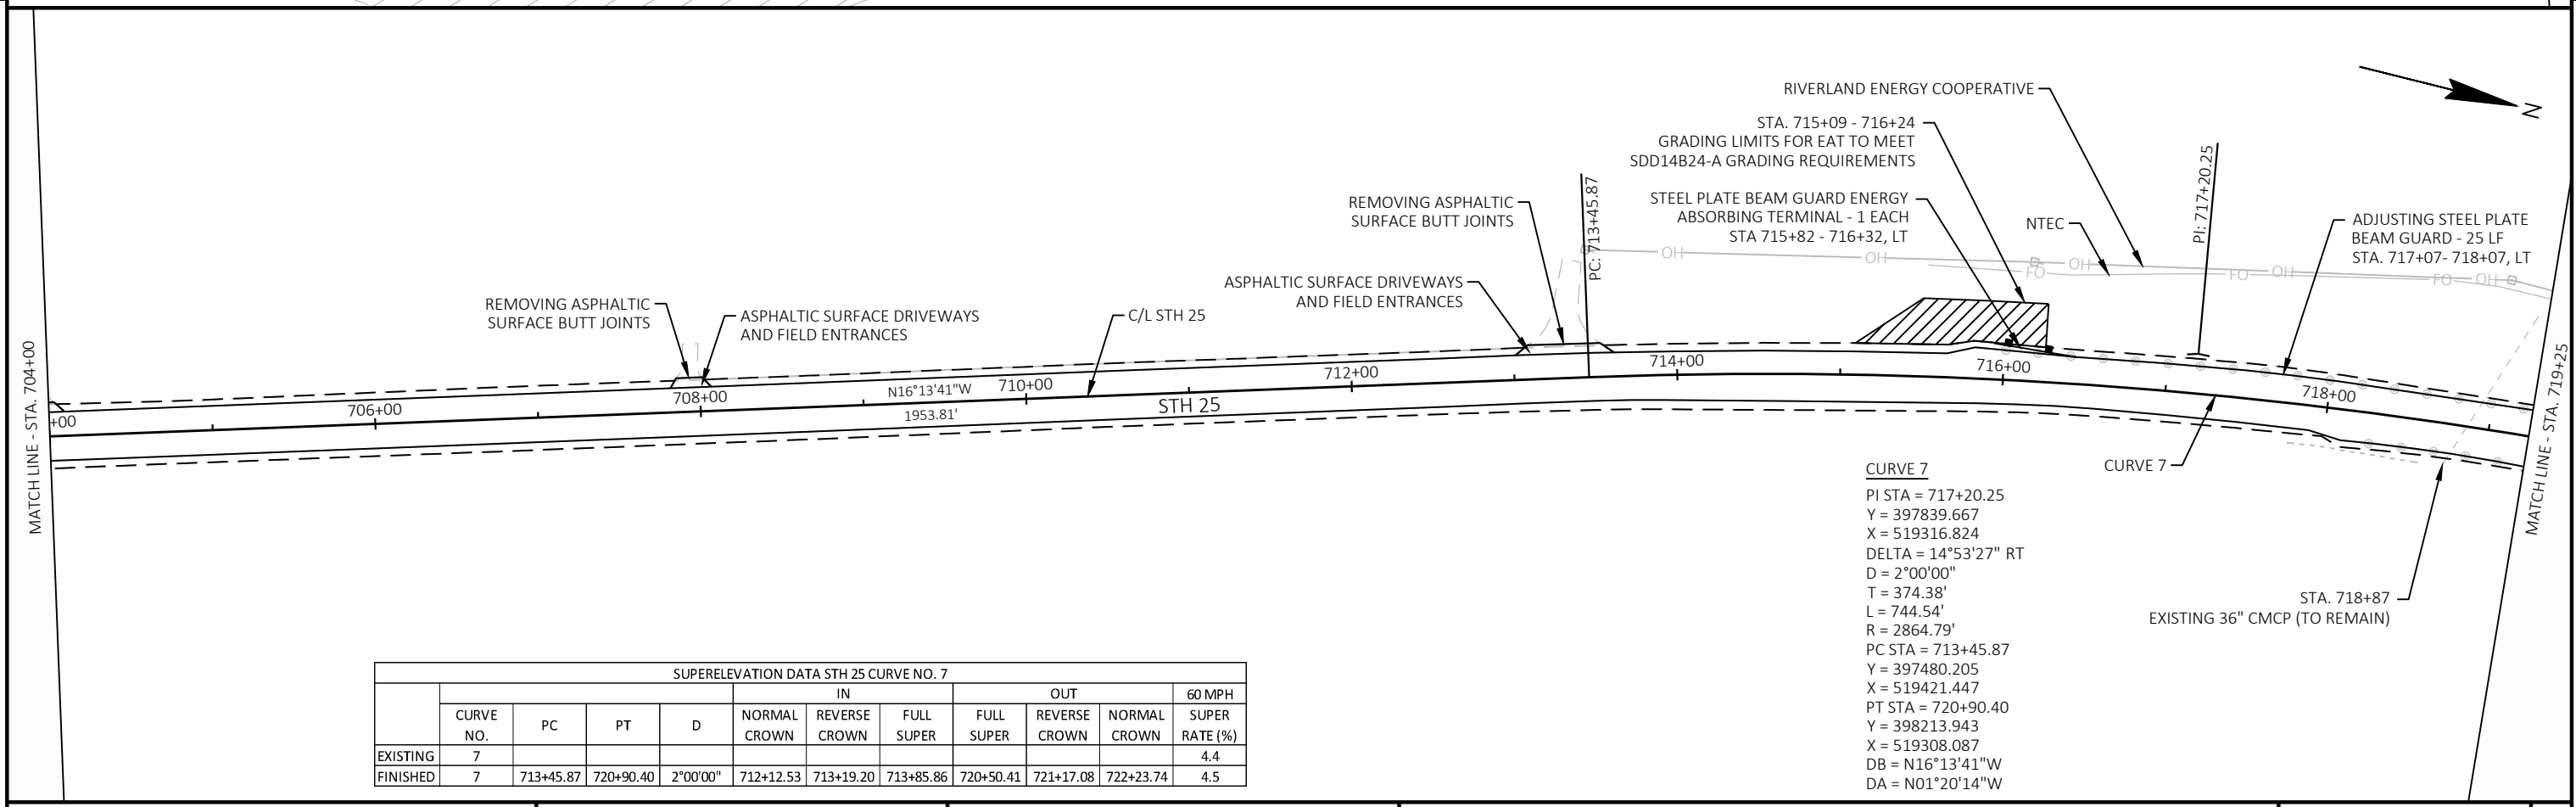 MATCH LINE - STA. 704+00
+00
706+00
REMOVING ASPHALTIC
SURFACE BUTT JOINTS
ASPHALTIC SURFACE DRIVEWAYS
AND FIELD ENTRANCES
708+00
N16°13'41"W
1953.81'
710+00
C/L STH 25
STH 25
712+00
ASPHALTIC SURFACE DRIVEWAYS
AND FIELD ENTRANCES
REMOVING ASPHALTIC
SURFACE BUTT JOINTS
PC: 713+45.87
714+00
RIVERLAND ENERGY COOPERATIVE
STA. 715+09 - 716+24
GRADING LIMITS FOR EAT TO MEET
SDD14B24-A GRADING REQUIREMENTS
STEEL PLATE BEAM GUARD ENERGY
ABSORBING TERMINAL - 1 EACH
STA 715+82 - 716+32, LT
OH
OH
OH
OH
OH
FO
FO
FO
NTEC
716+00
PI: 717+20.25
ADJUSTING STEEL PLATE
BEAM GUARD - 25 LF
STA. 717+07- 718+07, LT
718+00
N
MATCH LINE - STA. 719+25
CURVE 7
STA. 718+87
EXISTING 36" CMCP (TO REMAIN)
CURVE 7
PI STA = 717+20.25
Y = 397839.667
X = 519316.824
DELTA = 14°53'27" RT
D = 2°00'00"
T = 374.38'
L = 744.54'
R = 2864.79'
PC STA = 713+45.87
Y = 397480.205
X = 519421.447
PT STA = 720+90.40
Y = 398213.943
X = 519308.087
DB = N16°13'41"W
DA = N01°20'14"W
SUPERELEVATION DATA STH 25 CURVE NO. 7
IN OUT 60 MPH
CURVE NO. PC PT D NORMAL CROWN REVERSE CROWN FULL SUPER FULL SUPER REVERSE CROWN NORMAL CROWN SUPER RATE (%)
EXISTING 7 4.4
FINISHED 7 713+45.87 720+90.40 2°00'00" 712+12.53 713+19.20 713+85.86 720+50.41 721+17.08 722+23.74 4.5